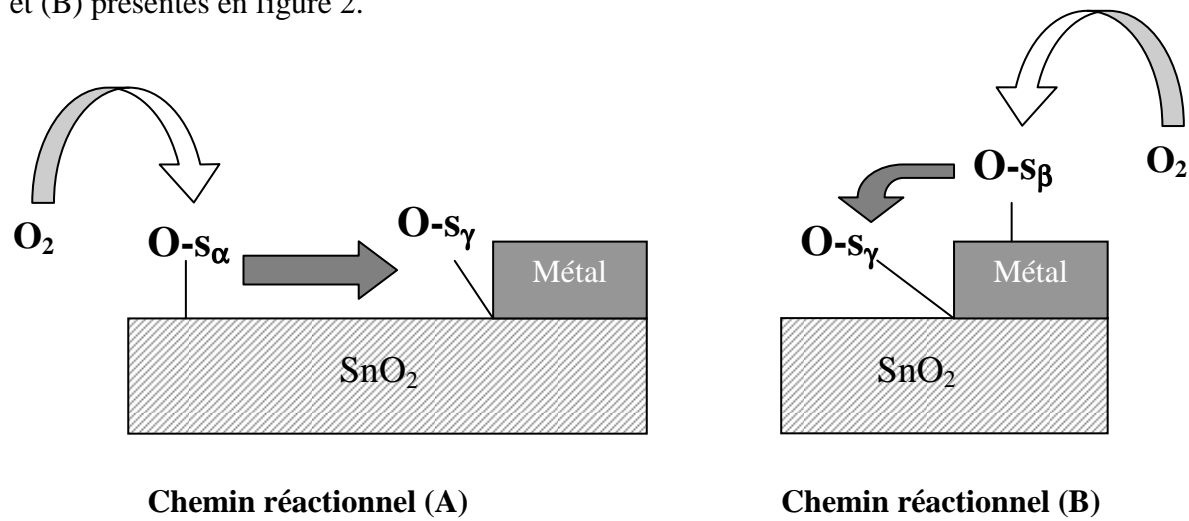 et (B) présentés en figure 2.
O₂
O-sα
O-sγ
Métal
SnO₂
Chemin réactionnel (A)
O-sβ
O₂
O-sγ
Métal
SnO₂
Chemin réactionnel (B)